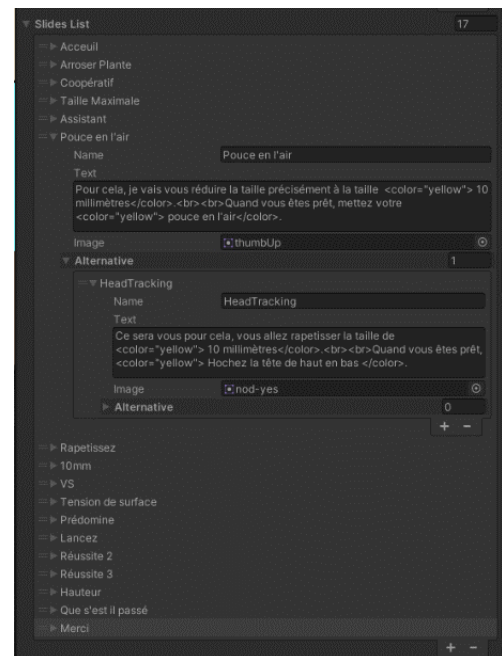 Slides List 17
Acceuil
Arroser Plante
Coopératif
Taille Maximale
Assistant
Pouce en l'air
Name Pouce en l'air
Text
Pour cela, je vais vous réduire la taille précisément à la taille <color="yellow"> 10
millimètres</color>.<br><br>Quand vous êtes prêt, mettez votre
<color="yellow"> pouce en l'air</color>.
Image thumbUp
Alternative 1
HeadTracking
Name HeadTracking
Text
Ce sera vous pour cela, vous allez rapetisser la taille de
<color="yellow"> 10 millimètres</color>.<br><br>Quand vous êtes prêt,
<color="yellow"> Hochez la tête de haut en bas </color>.
Image nod-yes
Alternative 0
+ -
Rapetissez
10mm
VS
Tension de surface
Prédomine
Lancez
Réussite 2
Réussite 3
Hauteur
Que s'est il passé
Merci
+ -